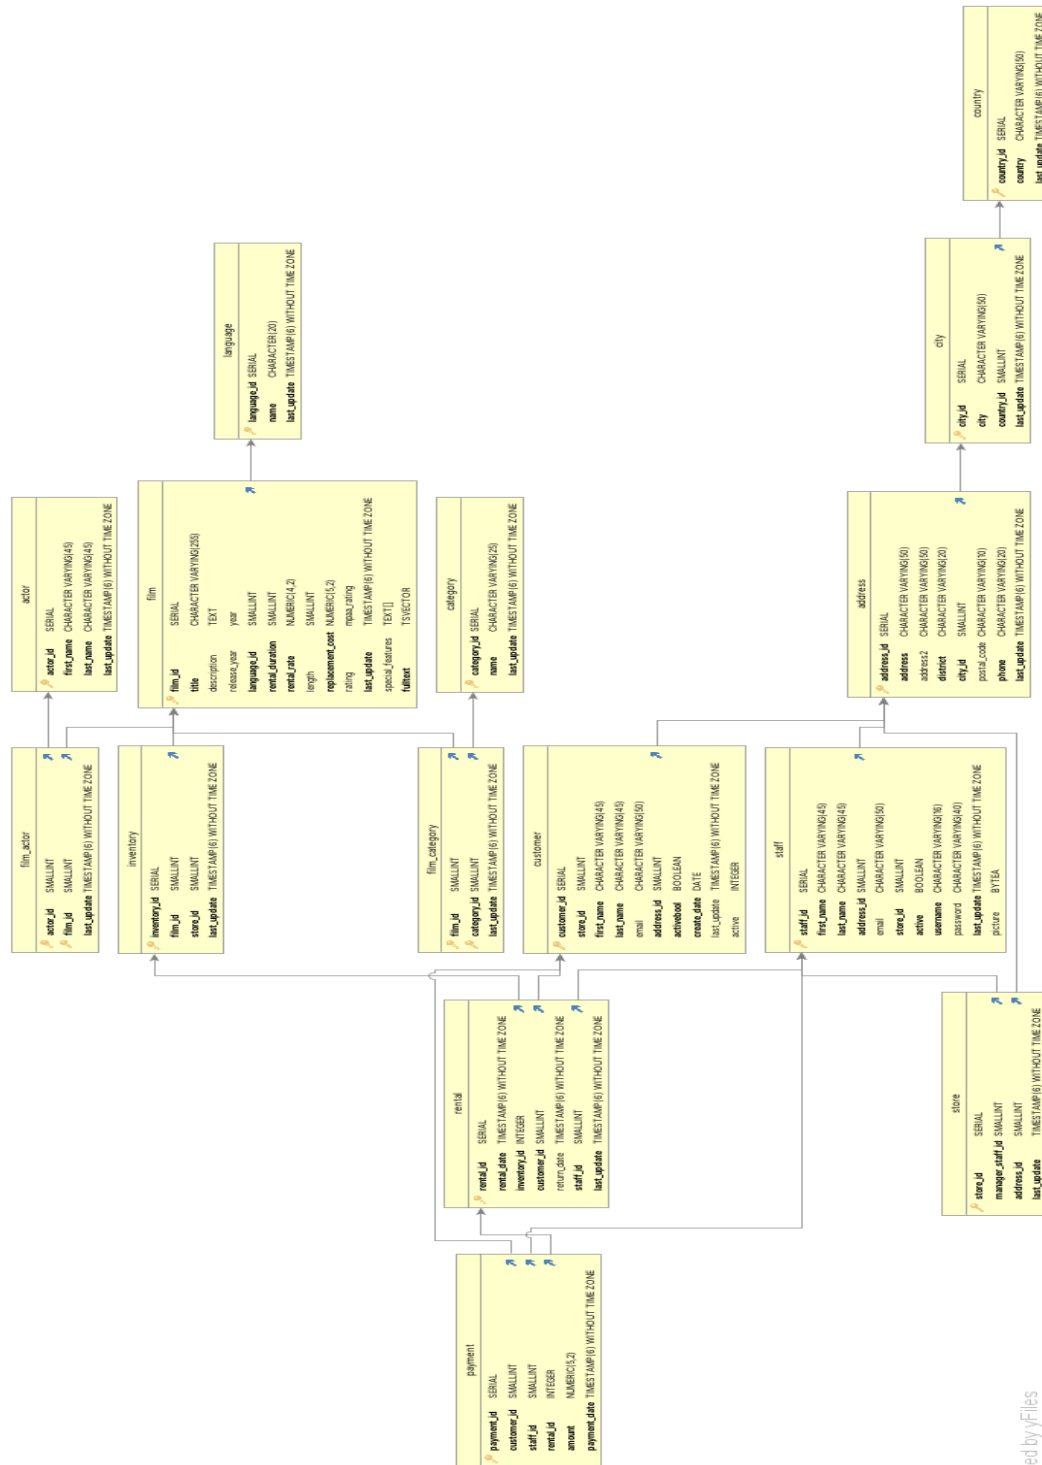 country
country_id SERIAL
country CHARACTER VARYING(50)
last_update TIMESTAMP(6) WITHOUT TIME ZONE
language
language_id SERIAL
name CHARACTER(20)
last_update TIMESTAMP(6) WITHOUT TIME ZONE
city
city_id SERIAL
city CHARACTER VARYING(50)
country_id SMALLINT
last_update TIMESTAMP(6) WITHOUT TIME ZONE
actor
actor_id SERIAL
first_name CHARACTER VARYING(45)
last_name CHARACTER VARYING(45)
last_update TIMESTAMP(6) WITHOUT TIME ZONE
film
film_id SERIAL
title CHARACTER VARYING(255)
description TEXT
release_year year
language_id SMALLINT
rental_duration SMALLINT
rental_rate NUMERIC(4,2)
length SMALLINT
replacement_cost NUMERIC(5,2)
rating mpaa_rating
last_update TIMESTAMP(6) WITHOUT TIME ZONE
special_features TEXT[]
fulltext TSVECTOR
category
category_id SERIAL
name CHARACTER VARYING(25)
last_update TIMESTAMP(6) WITHOUT TIME ZONE
address
address_id SERIAL
address CHARACTER VARYING(50)
address2 CHARACTER VARYING(50)
district CHARACTER VARYING(20)
city_id SMALLINT
postal_code CHARACTER VARYING(10)
phone CHARACTER VARYING(20)
last_update TIMESTAMP(6) WITHOUT TIME ZONE
film_actor
actor_id SMALLINT
film_id SMALLINT
last_update TIMESTAMP(6) WITHOUT TIME ZONE
inventory
inventory_id SERIAL
film_id SMALLINT
store_id SMALLINT
last_update TIMESTAMP(6) WITHOUT TIME ZONE
film_category
film_id SMALLINT
category_id SMALLINT
last_update TIMESTAMP(6) WITHOUT TIME ZONE
customer
customer_id SERIAL
store_id SMALLINT
first_name CHARACTER VARYING(45)
last_name CHARACTER VARYING(45)
email CHARACTER VARYING(50)
address_id SMALLINT
activebool BOOLEAN
create_date DATE
last_update TIMESTAMP(6) WITHOUT TIME ZONE
active INTEGER
staff
staff_id SERIAL
first_name CHARACTER VARYING(45)
last_name CHARACTER VARYING(45)
address_id SMALLINT
email CHARACTER VARYING(50)
store_id SMALLINT
active BOOLEAN
username CHARACTER VARYING(16)
password CHARACTER VARYING(40)
last_update TIMESTAMP(6) WITHOUT TIME ZONE
picture BYTEA
rental
rental_id SERIAL
rental_date TIMESTAMP(6) WITHOUT TIME ZONE
inventory_id INTEGER
customer_id SMALLINT
return_date TIMESTAMP(6) WITHOUT TIME ZONE
staff_id SMALLINT
last_update TIMESTAMP(6) WITHOUT TIME ZONE
store
store_id SERIAL
manager_staff_id SMALLINT
address_id SMALLINT
last_update TIMESTAMP(6) WITHOUT TIME ZONE
payment
payment_id SERIAL
customer_id SMALLINT
staff_id SMALLINT
rental_id INTEGER
amount NUMERIC(5,2)
payment_date TIMESTAMP(6) WITHOUT TIME ZONE
ed by yFiles